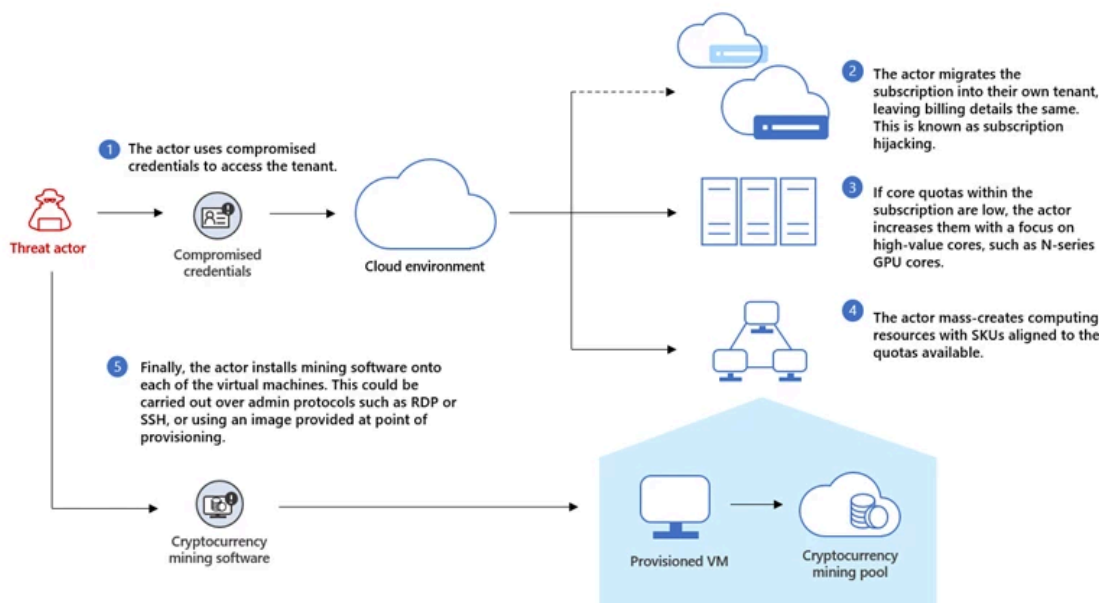 1
The actor uses compromised
credentials to access the tenant.
Threat actor
Compromised
credentials
Cloud environment
2
The actor migrates the
subscription into their own tenant,
leaving billing details the same.
This is known as subscription
hijacking.
3
If core quotas within the
subscription are low, the actor
increases them with a focus on
high-value cores, such as N-series
GPU cores.
4
The actor mass-creates computing
resources with SKUs aligned to the
quotas available.
5
Finally, the actor installs mining software onto
each of the virtual machines. This could be
carried out over admin protocols such as RDP or
SSH, or using an image provided at point of
provisioning.
Cryptocurrency
mining software
Provisioned VM
Cryptocurrency
mining pool